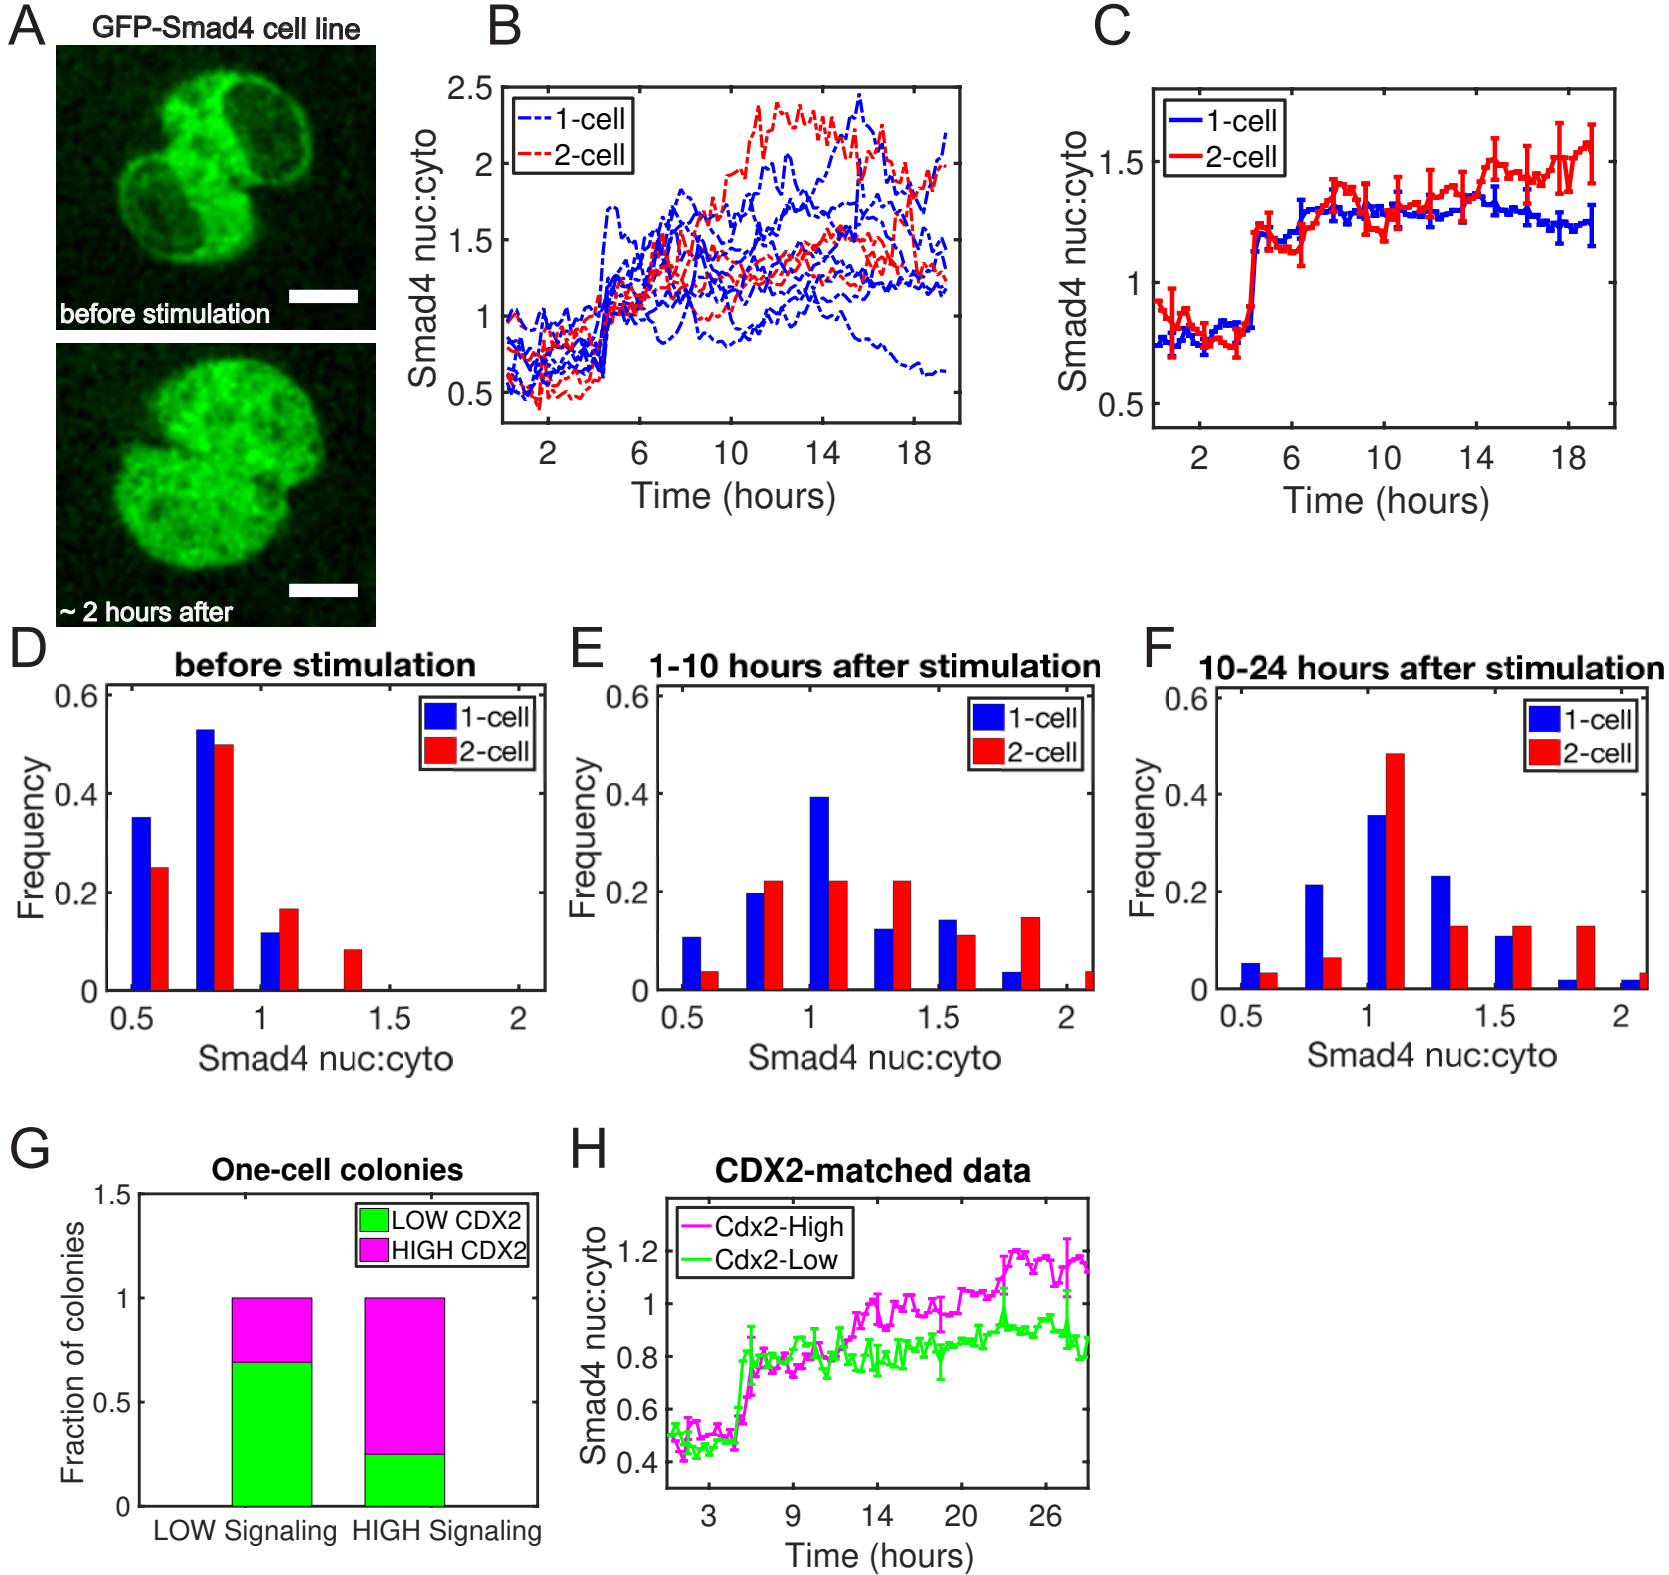 A
GFP-Smad4 cell line
before stimulation
~ 2 hours after
B
2.5
2
1.5
1
0.5
Smad4 nuc:cyto
1-cell
2-cell
2 6 10 14 18
Time (hours)
C
1.5
1
0.5
Smad4 nuc:cyto
1-cell
2-cell
2 6 10 14 18
Time (hours)
D
before stimulation
0.6
0.4
0.2
0
Frequency
1-cell
2-cell
0.5 1 1.5 2
Smad4 nuc:cyto
E
1-10 hours after stimulation
0.6
0.4
0.2
0
Frequency
1-cell
2-cell
0.5 1 1.5 2
Smad4 nuc:cyto
F
10-24 hours after stimulation
0.6
0.4
0.2
0
Frequency
1-cell
2-cell
0.5 1 1.5 2
Smad4 nuc:cyto
G
One-cell colonies
1.5
1
0.5
0
Fraction of colonies
LOW CDX2
HIGH CDX2
LOW Signaling HIGH Signaling
H
CDX2-matched data
1.2
1
0.8
0.6
0.4
Smad4 nuc:cyto
Cdx2-High
Cdx2-Low
3 9 14 20 26
Time (hours)